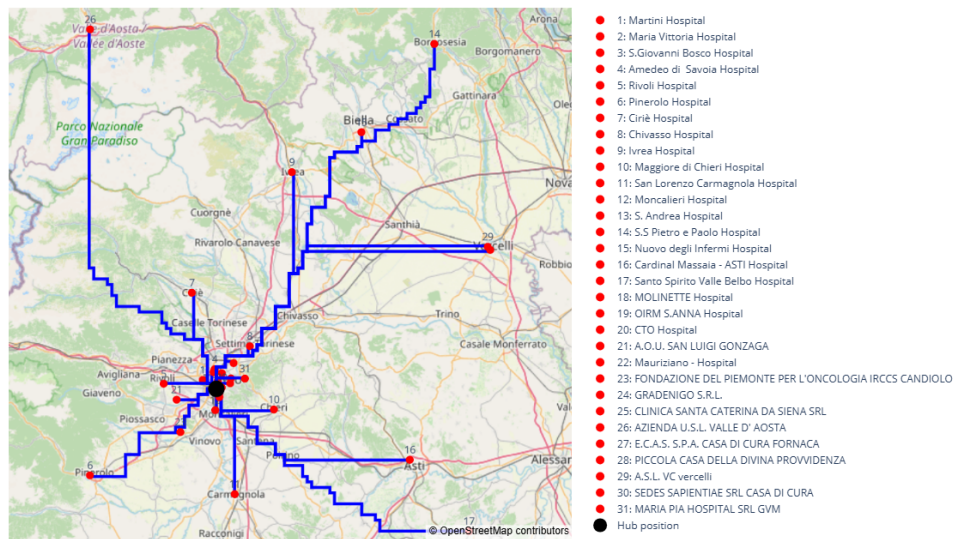 26
Valle d'Aosta
Vallée d'Aoste
14
Borgosesia
Arona
Borgomanero
Gattinara
Parco Nazionale
Gran Paradiso
Biella
Cossato
9
Ivrea
Nova
Cuorgnè
Santhià
Rivarolo Canavese
29
Vercelli
Robbio
7
Ciriè
Chivasso
Trino
Caselle Torinese
Settimo Torinese
Casale Monferrato
Pianezza
Avigliana
Rivoli
31
Giaveno
21
10
Chieri
Piossasco
Vinovo
Santena
16
Asti
Alessan
6
Pinerolo
Carmagnola
Racconigi
17
© OpenStreetMap contributors
1: Martini Hospital
2: Maria Vittoria Hospital
3: S.Giovanni Bosco Hospital
4: Amedeo di Savoia Hospital
5: Rivoli Hospital
6: Pinerolo Hospital
7: Ciriè Hospital
8: Chivasso Hospital
9: Ivrea Hospital
10: Maggiore di Chieri Hospital
11: San Lorenzo Carmagnola Hospital
12: Moncalieri Hospital
13: S. Andrea Hospital
14: S.S Pietro e Paolo Hospital
15: Nuovo degli Infermi Hospital
16: Cardinal Massaia - ASTI Hospital
17: Santo Spirito Valle Belbo Hospital
18: MOLINETTE Hospital
19: OIRM S.ANNA Hospital
20: CTO Hospital
21: A.O.U. SAN LUIGI GONZAGA
22: Mauriziano - Hospital
23: FONDAZIONE DEL PIEMONTE PER L'ONCOLOGIA IRCCS CANDIOLO
24: GRADENIGO S.R.L.
25: CLINICA SANTA CATERINA DA SIENA SRL
26: AZIENDA U.S.L. VALLE D' AOSTA
27: E.C.A.S. S.P.A. CASA DI CURA FORNACA
28: PICCOLA CASA DELLA DIVINA PROVVIDENZA
29: A.S.L. VC vercelli
30: SEDES SAPIENTIAE SRL CASA DI CURA
31: MARIA PIA HOSPITAL SRL GVM
Hub position